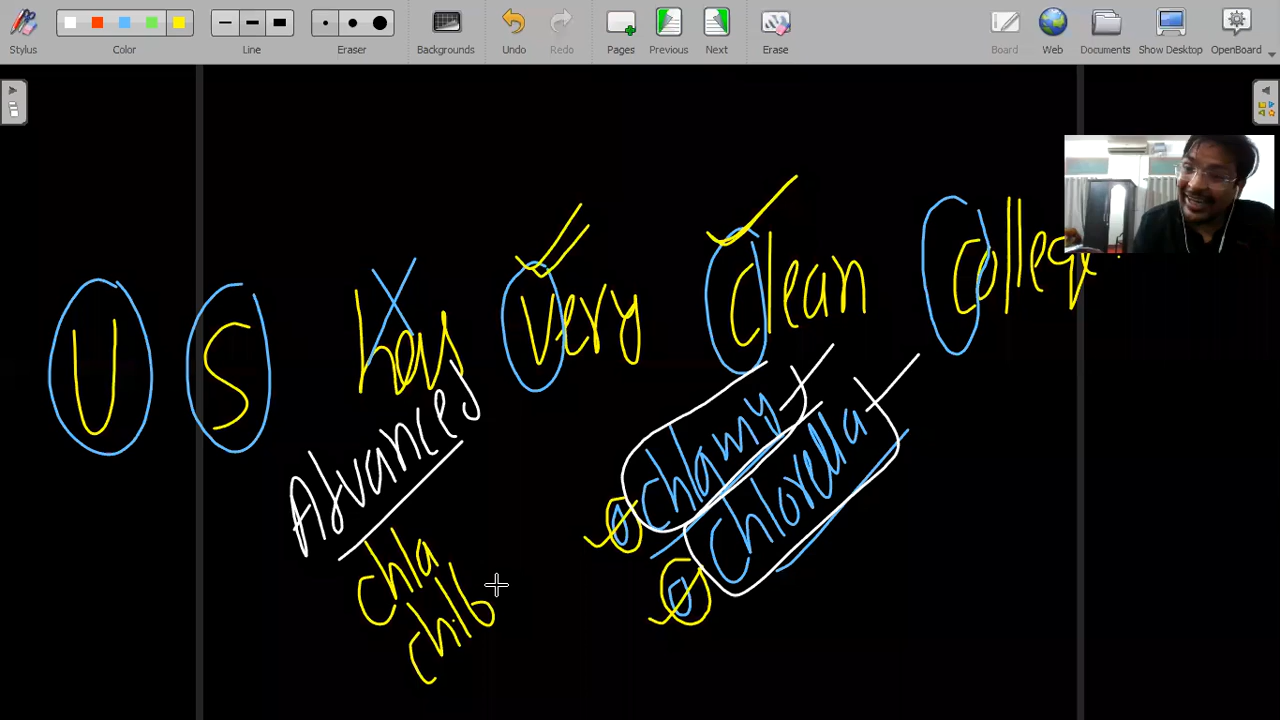 Stylus
Color
Line
Eraser
Backgrounds
Undo
Redo
Pages
Previous
Next
Erase
Board
Web
Documents
Show Desktop
OpenBoard
U S has very clean college
Advanced
chla
chlb
chlamy
chlorella